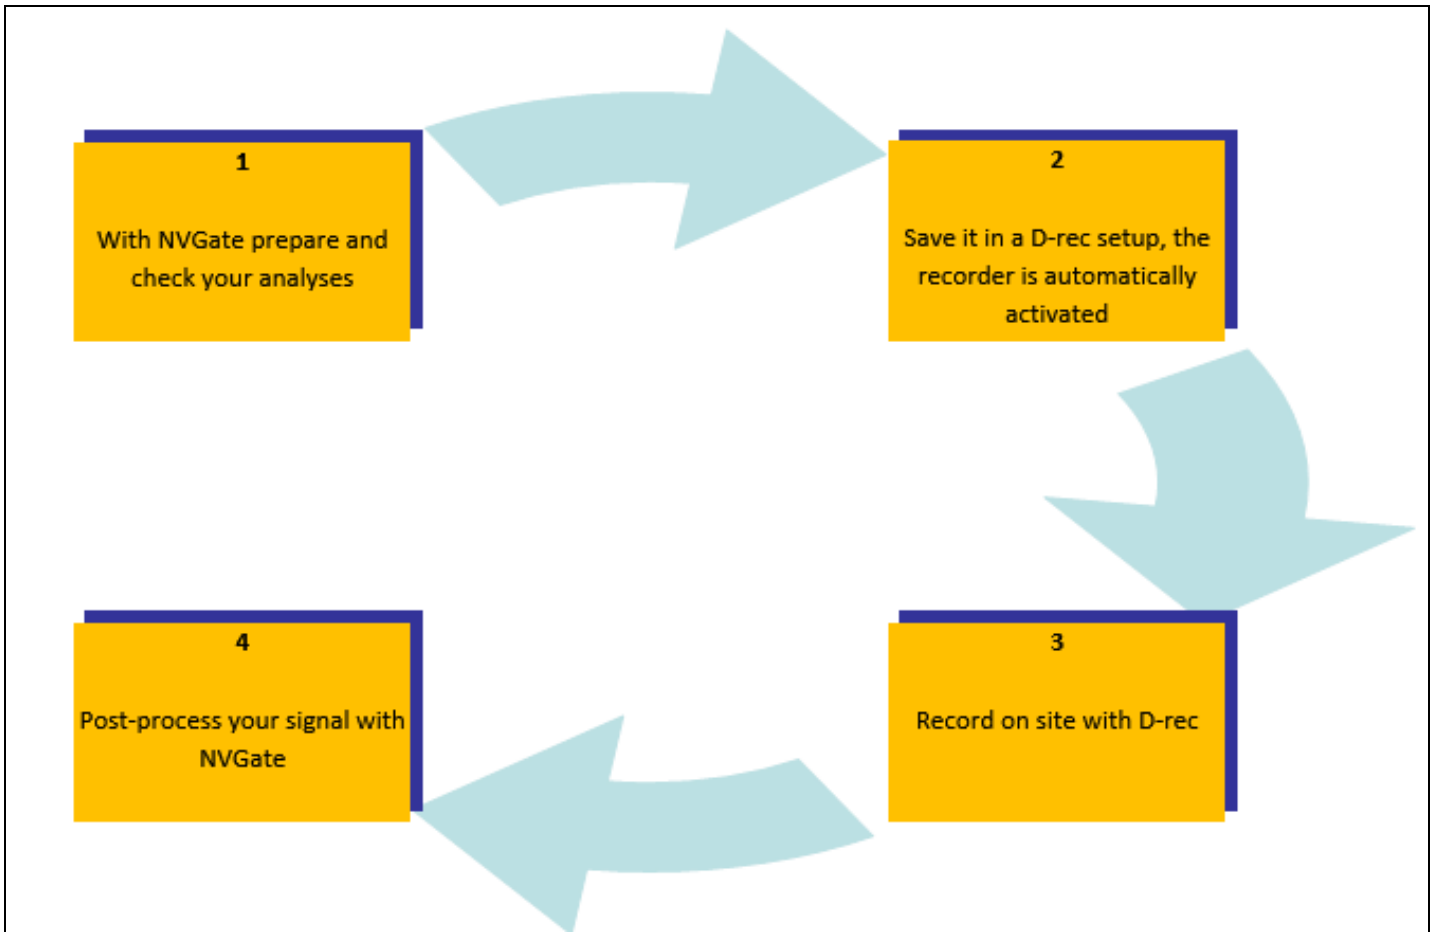 1
With NVGate prepare and
check your analyses
2
Save it in a D-rec setup, the
recorder is automatically
activated
3
Record on site with D-rec
4
Post-process your signal with
NVGate